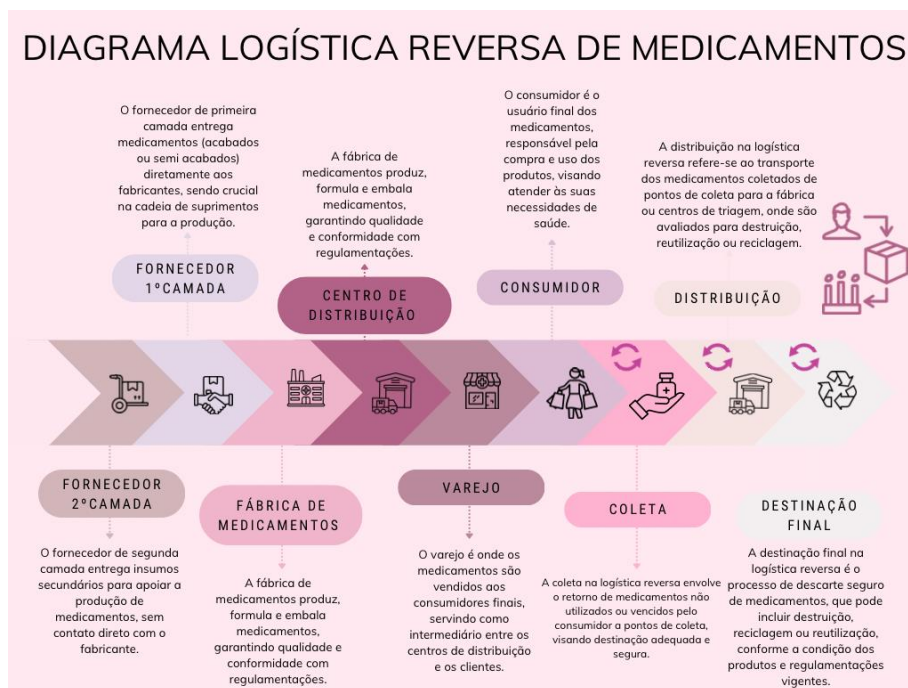 DIAGRAMA LOGÍSTICA REVERSA DE MEDICAMENTOS
O fornecedor de primeira
camada entrega
medicamentos (acabados
ou semi acabados)
diretamente aos
fabricantes, sendo crucial
na cadeia de suprimentos
para a produção.
FORNECEDOR
1ºCAMADA
A fábrica de
medicamentos produz,
formula e embala
medicamentos,
garantindo qualidade
e conformidade com
regulamentações.
CENTRO DE
DISTRIBUIÇÃO
O consumidor é o
usuário final dos
medicamentos,
responsável pela
compra e uso dos
produtos, visando
atender às suas
necessidades de
saúde.
CONSUMIDOR
A distribuição na logística
reversa refere-se ao transporte
dos medicamentos coletados de
pontos de coleta para a fábrica
ou centros de triagem, onde são
avaliados para destruição,
reutilização ou reciclagem.
DISTRIBUIÇÃO
FORNECEDOR
2ºCAMADA
O fornecedor de segunda
camada entrega insumos
secundários para apoiar a
produção de
medicamentos, sem
contato direto com o
fabricante.
FÁBRICA DE
MEDICAMENTOS
A fábrica de
medicamentos produz,
formula e embala
medicamentos,
garantindo qualidade e
conformidade com
regulamentações.
VAREJO
O varejo é onde os
medicamentos são
vendidos aos
consumidores finais,
servindo como
intermediário entre os
centros de distribuição
e os clientes.
COLETA
A coleta na logística reversa envolve
o retorno de medicamentos não
utilizados ou vencidos pelo
consumidor a pontos de coleta,
visando destinação adequada e
segura.
DESTINAÇÃO
FINAL
A destinação final na
logística reversa é o
processo de descarte seguro
de medicamentos, que pode
incluir destruição,
reciclagem ou reutilização,
conforme a condição dos
produtos e regulamentações
vigentes.